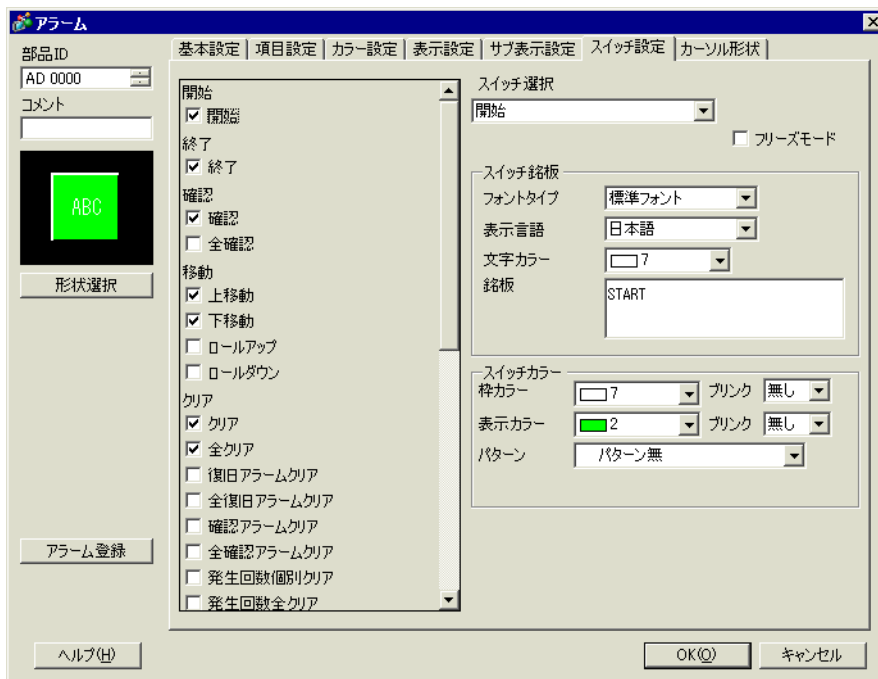 アラーム
部品ID
AD 0000
コメント
ABC
形状選択
アラーム登録
ヘルプ(H)
基本設定
項目設定
カラー設定
表示設定
サブ表示設定
スイッチ設定
カーソル形状
開始
開始
終了
終了
確認
確認
全確認
移動
上移動
下移動
ロールアップ
ロールダウン
クリア
クリア
全クリア
復旧アラームクリア
全復旧アラームクリア
確認アラームクリア
全確認アラームクリア
発生回数個別クリア
発生回数全クリア
スイッチ選択
開始
フリーズモード
スイッチ銘板
フォントタイプ 標準フォント
表示言語 日本語
文字カラー 7
銘板 START
スイッチカラー
枠カラー 7 ブリンク 無し
表示カラー 2 ブリンク 無し
パターン パターン無
OK(O)
キャンセル